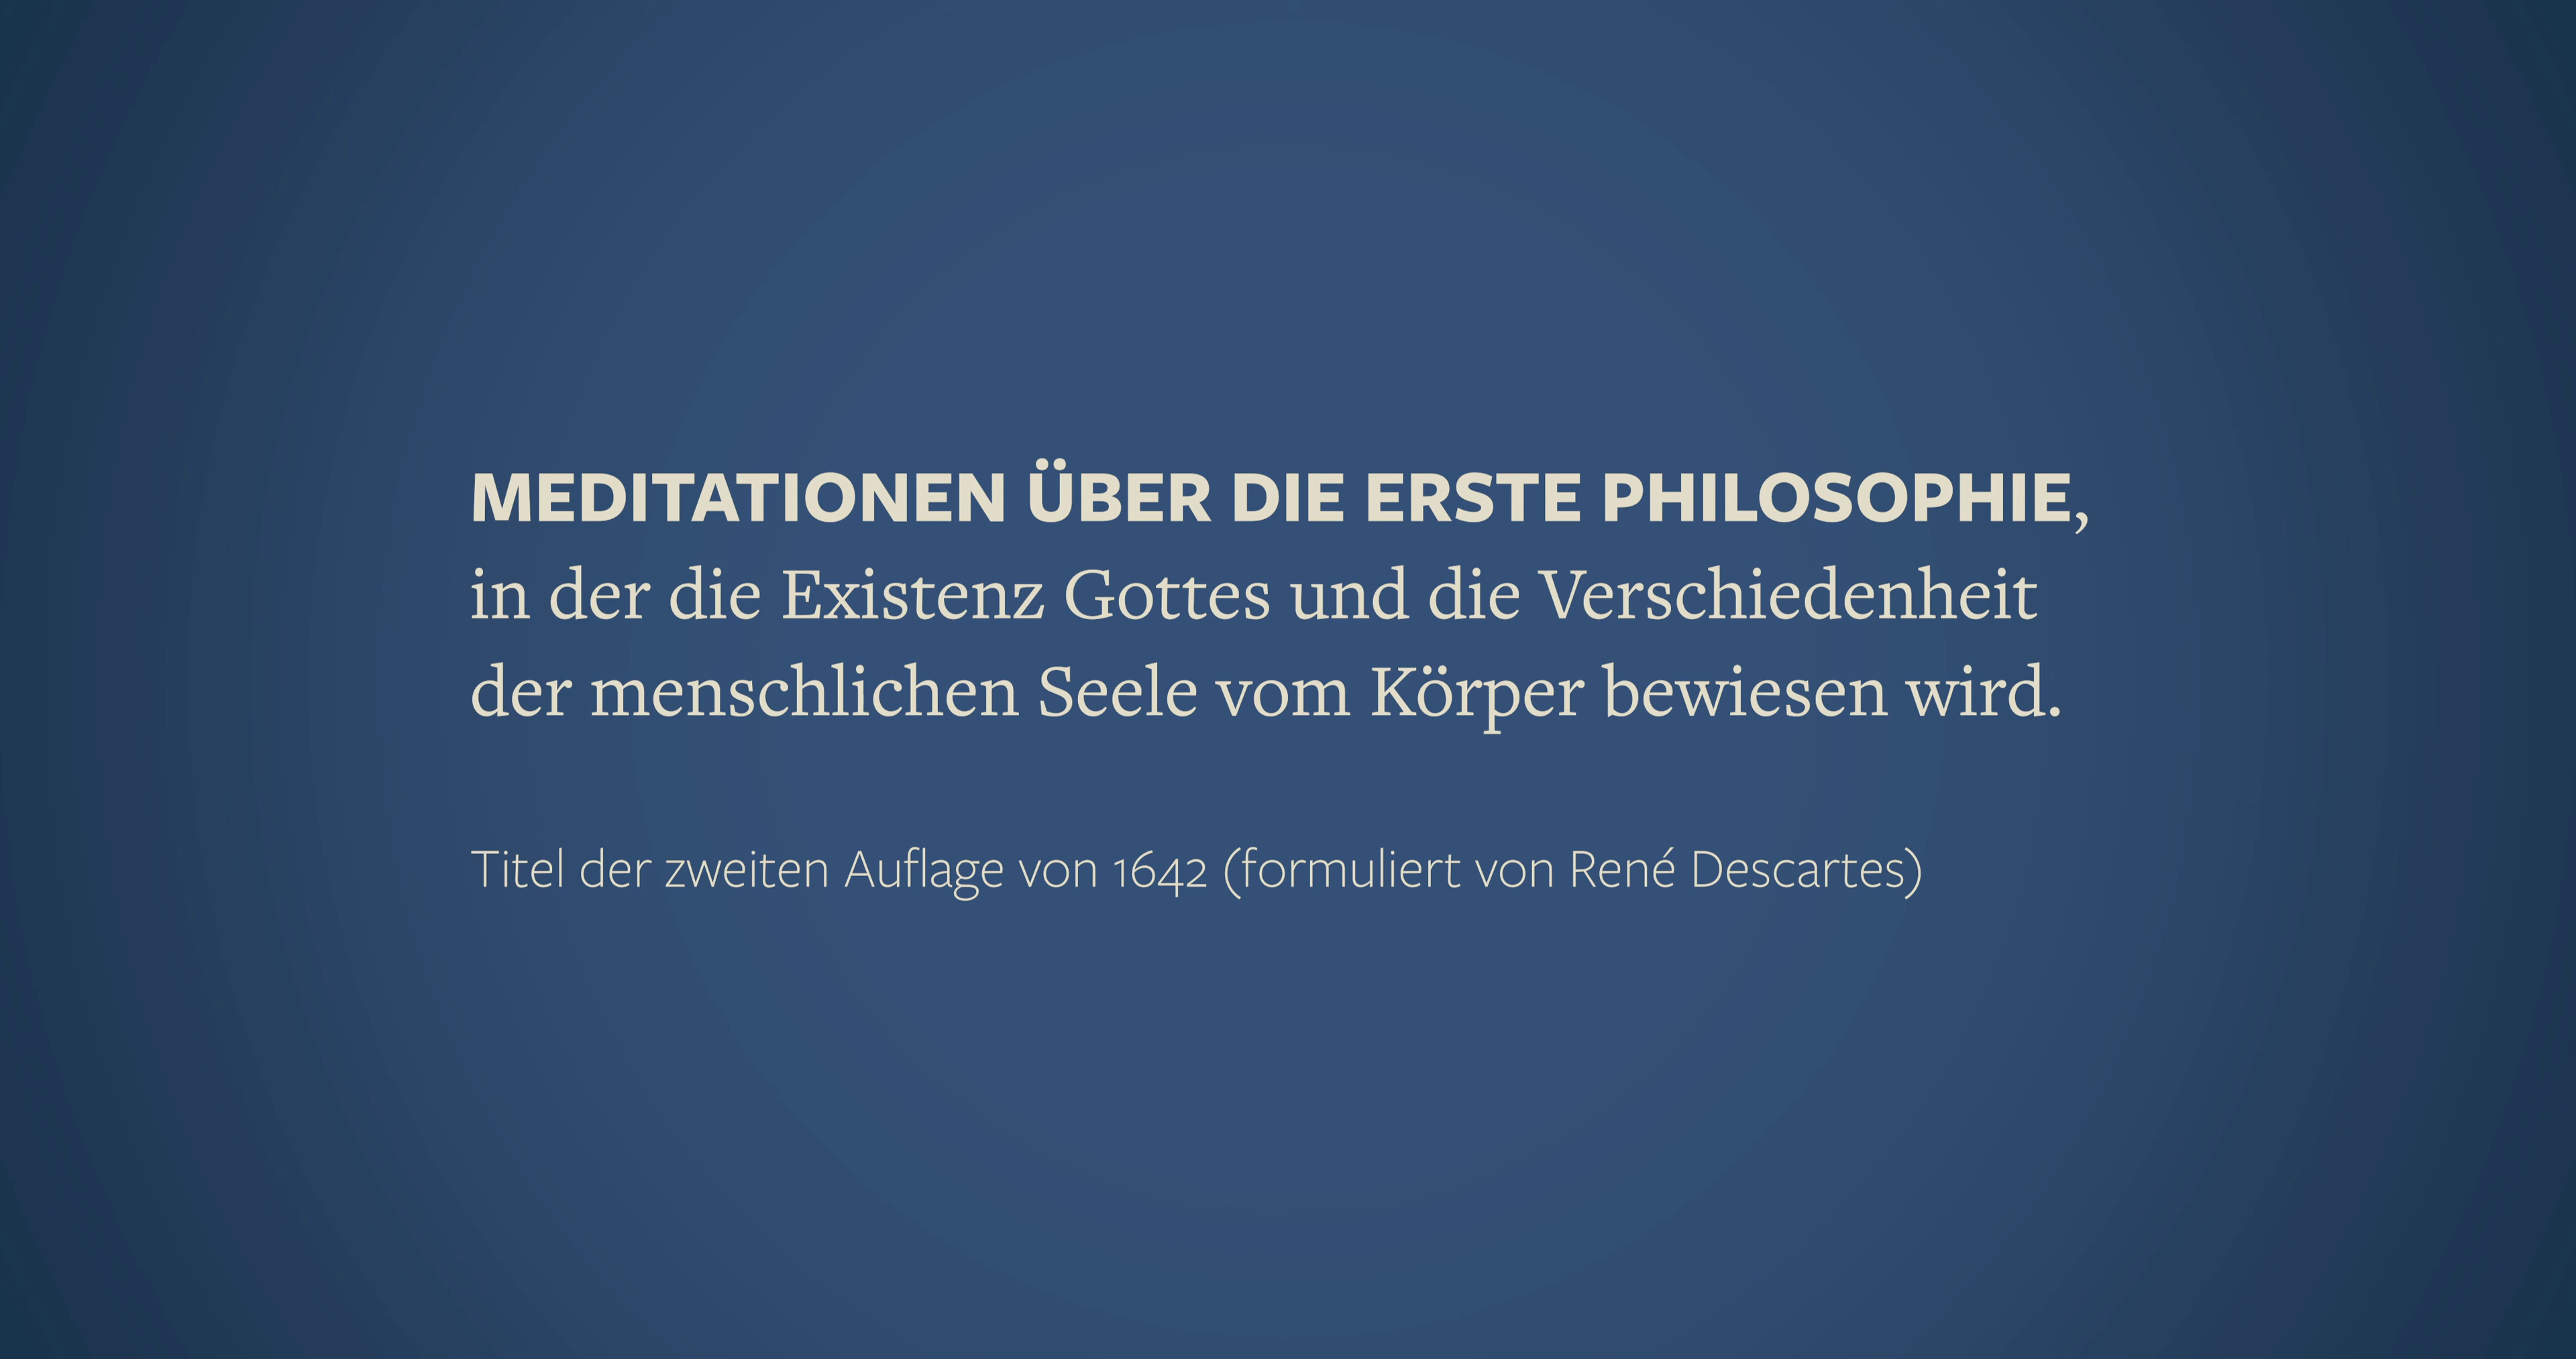 MEDITATIONEN ÜBER DIE ERSTE PHILOSOPHIE,
in der die Existenz Gottes und die Verschiedenheit
der menschlichen Seele vom Körper bewiesen wird.
Titel der zweiten Auflage von 1642 (formuliert von René Descartes)